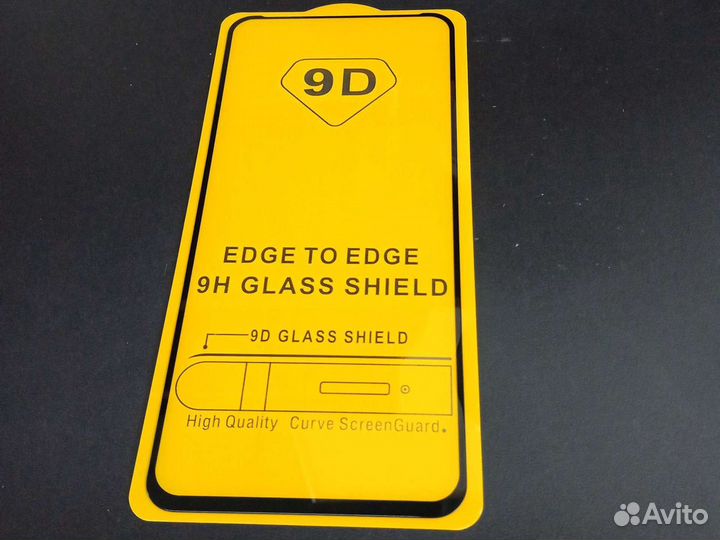 9D
EDGE TO EDGE
9H GLASS SHIELD
9D GLASS SHIELD
High Quality Curve ScreenGuard.
Avito